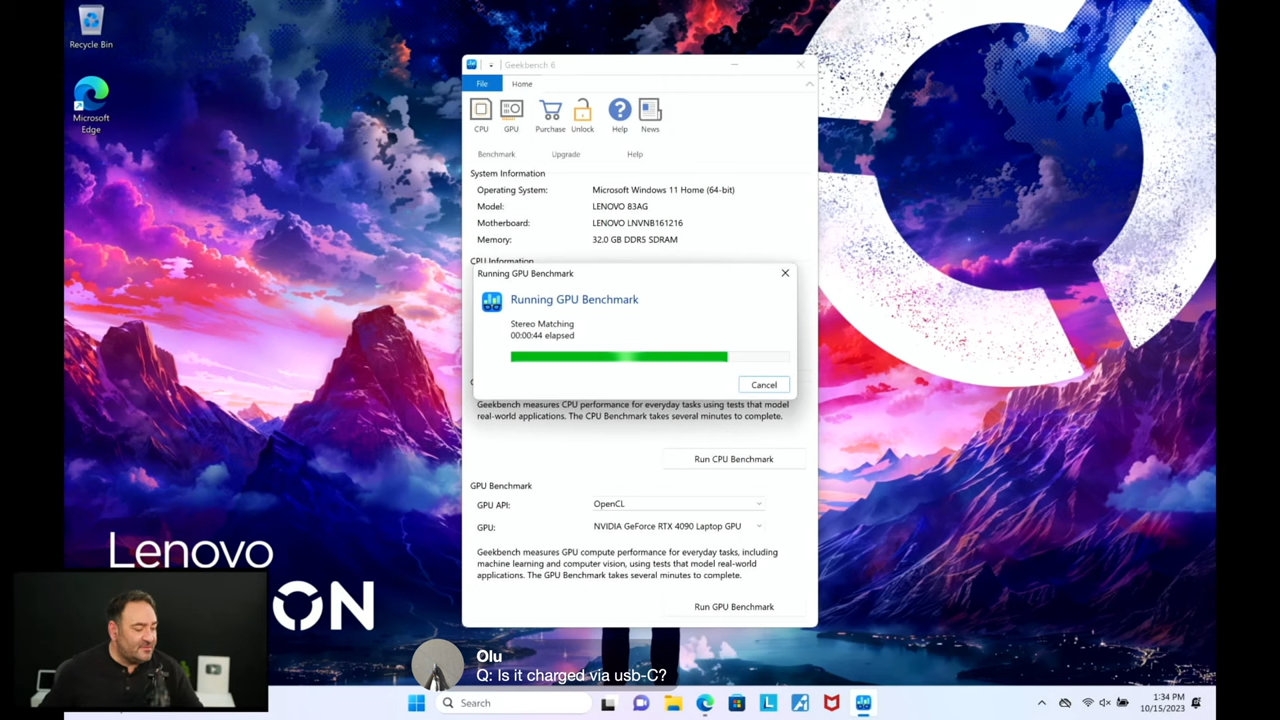 Recycle Bin
Microsoft
Edge
Geekbench 6
File
Home
CPU
GPU
Purchase
Unlock
Help
News
Benchmark
Upgrade
Help
System Information
Operating System: Microsoft Windows 11 Home (64-bit)
Model: LENOVO 83AG
Motherboard: LENOVO LNVNB161216
Memory: 32.0 GB DDR5 SDRAM
CPU Information
Running GPU Benchmark
Running GPU Benchmark
Stereo Matching
00:00:44 elapsed
Cancel
Geekbench measures CPU performance for everyday tasks using tests that model
real-world applications. The CPU Benchmark takes several minutes to complete.
Run CPU Benchmark
GPU Benchmark
GPU API: OpenCL
GPU: NVIDIA GeForce RTX 4090 Laptop GPU
Geekbench measures GPU compute performance for everyday tasks, including
machine learning and computer vision, using tests that model real-world
applications. The GPU Benchmark takes several minutes to complete.
Run GPU Benchmark
Lenovo
ON
Olu
Q: Is it charged via usb-C?
Search
L
1:34 PM
10/15/2023